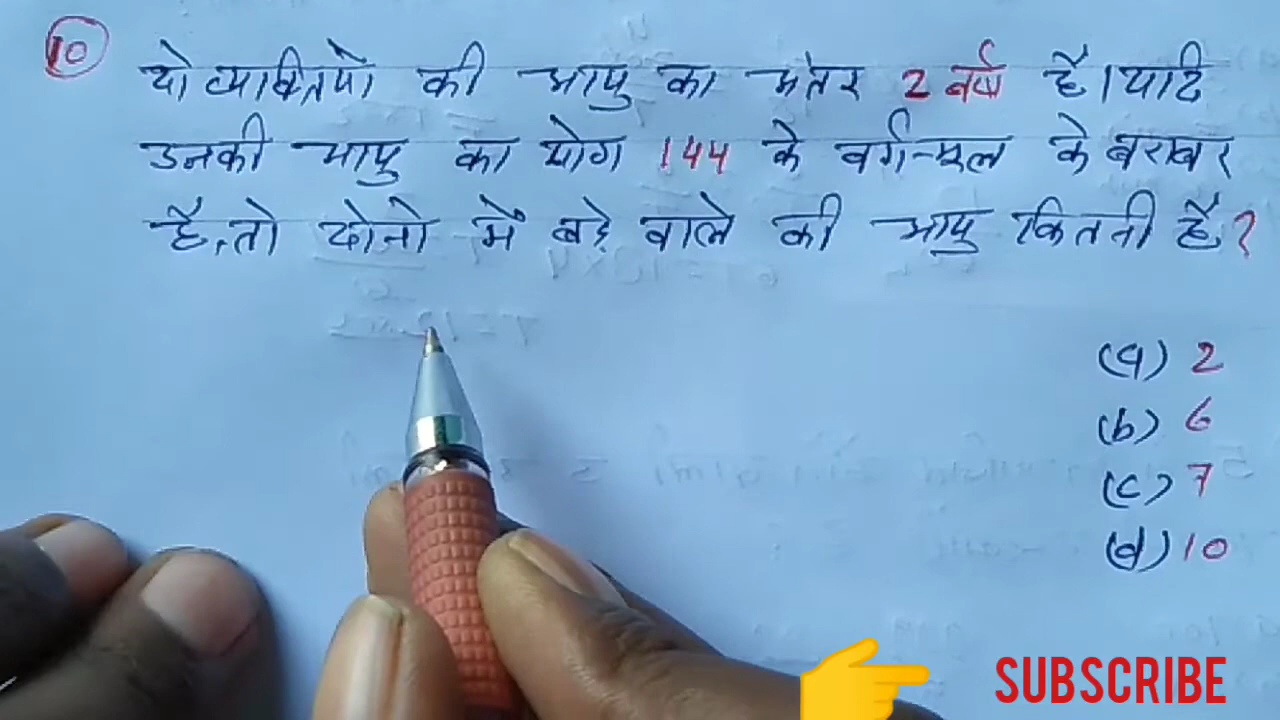 10
दो व्यक्तियो की आयु का अंतर 2 वर्ष है। यदि
उनकी आयु का योग 144 के वर्ग-मूल के बराबर
है, तो दोनो में बड़े वाले की आयु कितनी है?
(a) 2
(b) 6
(c) 7
(d) 10
SUBSCRIBE